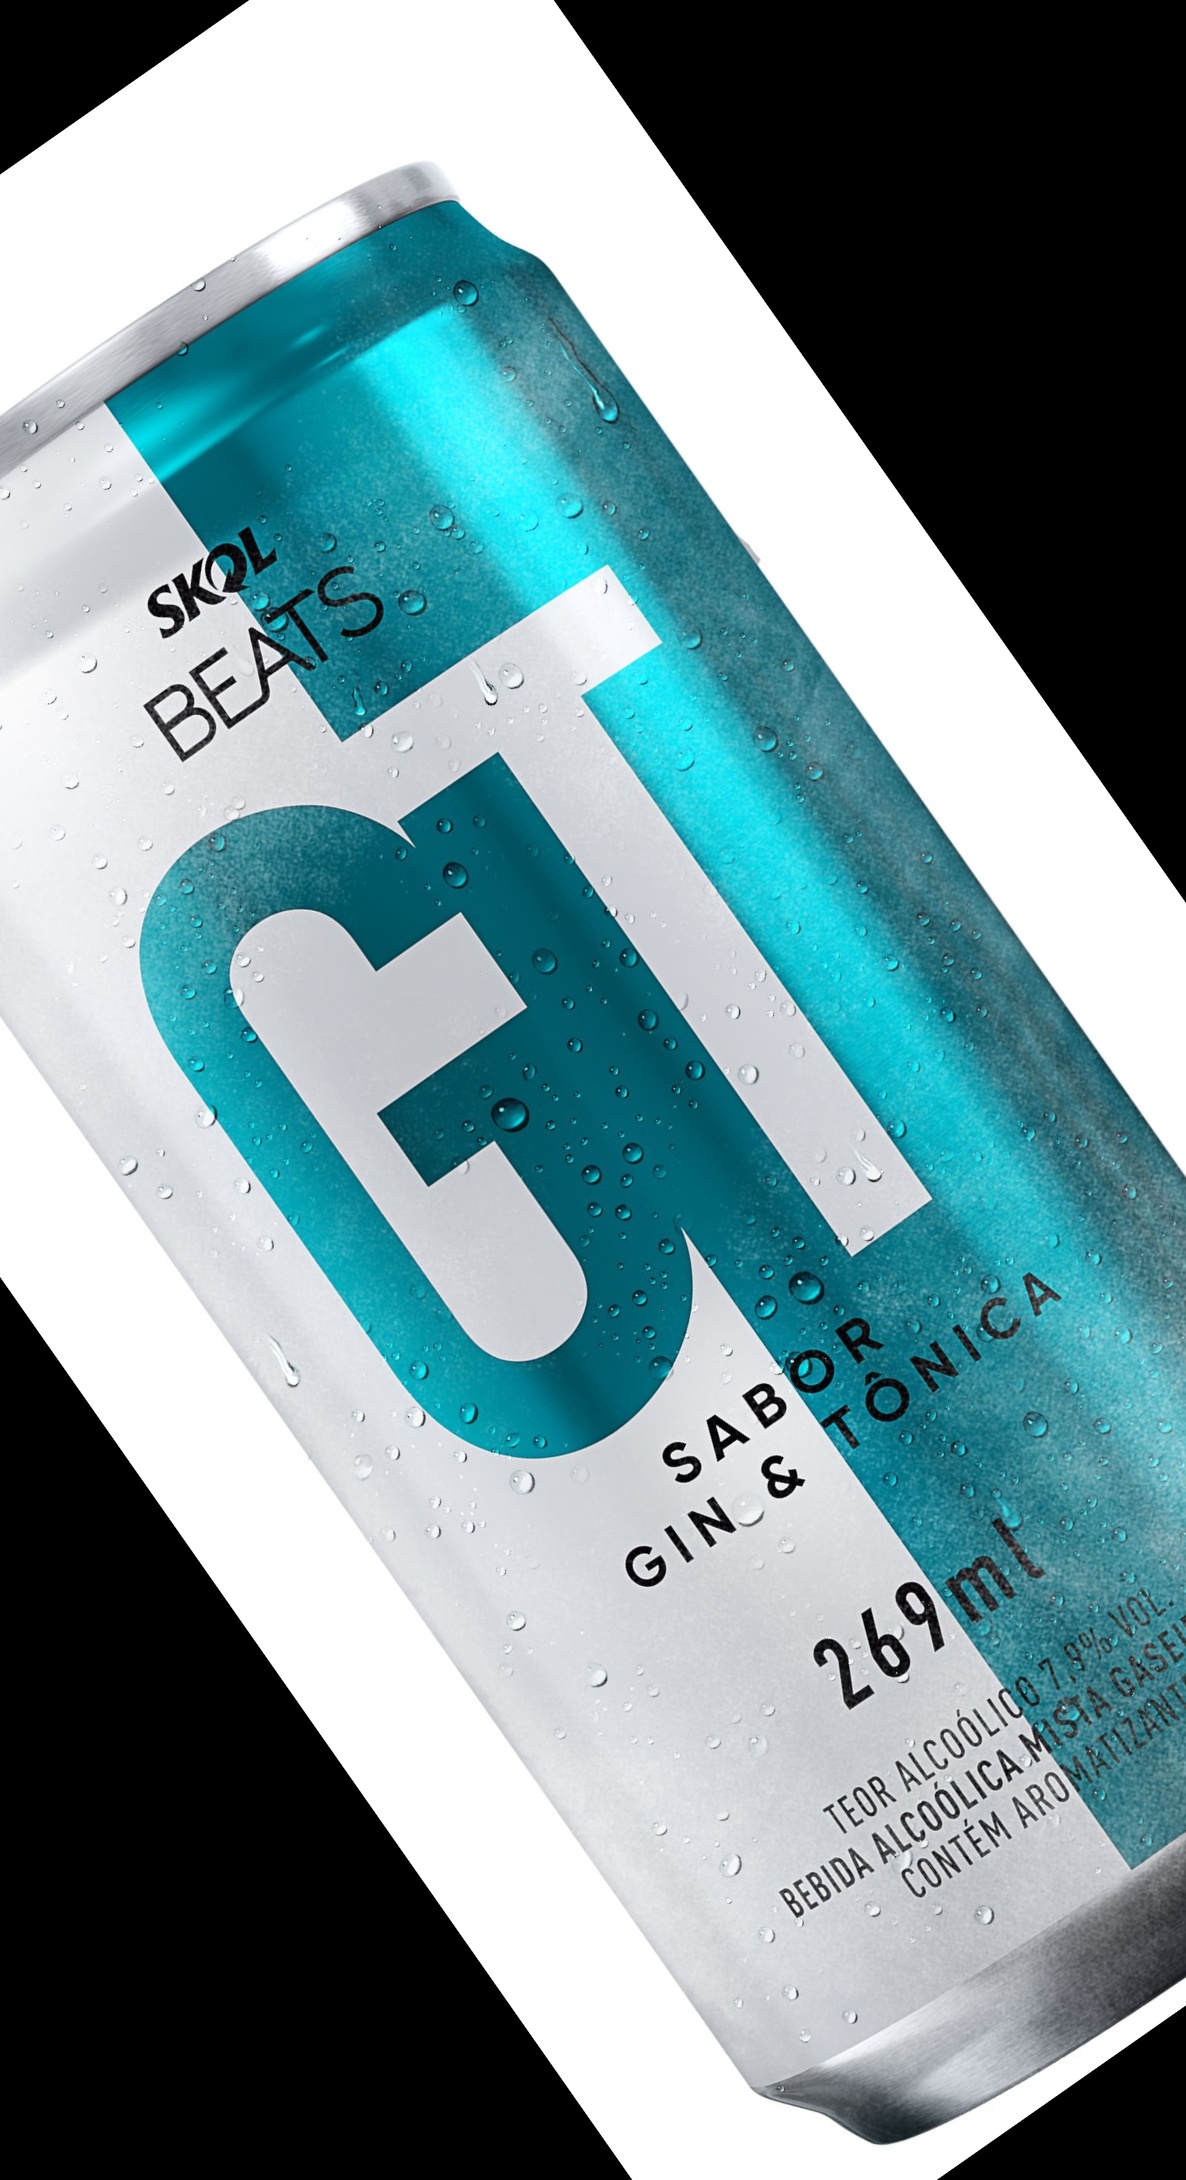 SKOL
BEATS
GT
SABOR
GIN & TÔNICA
269ml
TEOR ALCOÓLICO 7,9% VOL.
BEBIDA ALCOÓLICA MISTA
CONTÉM